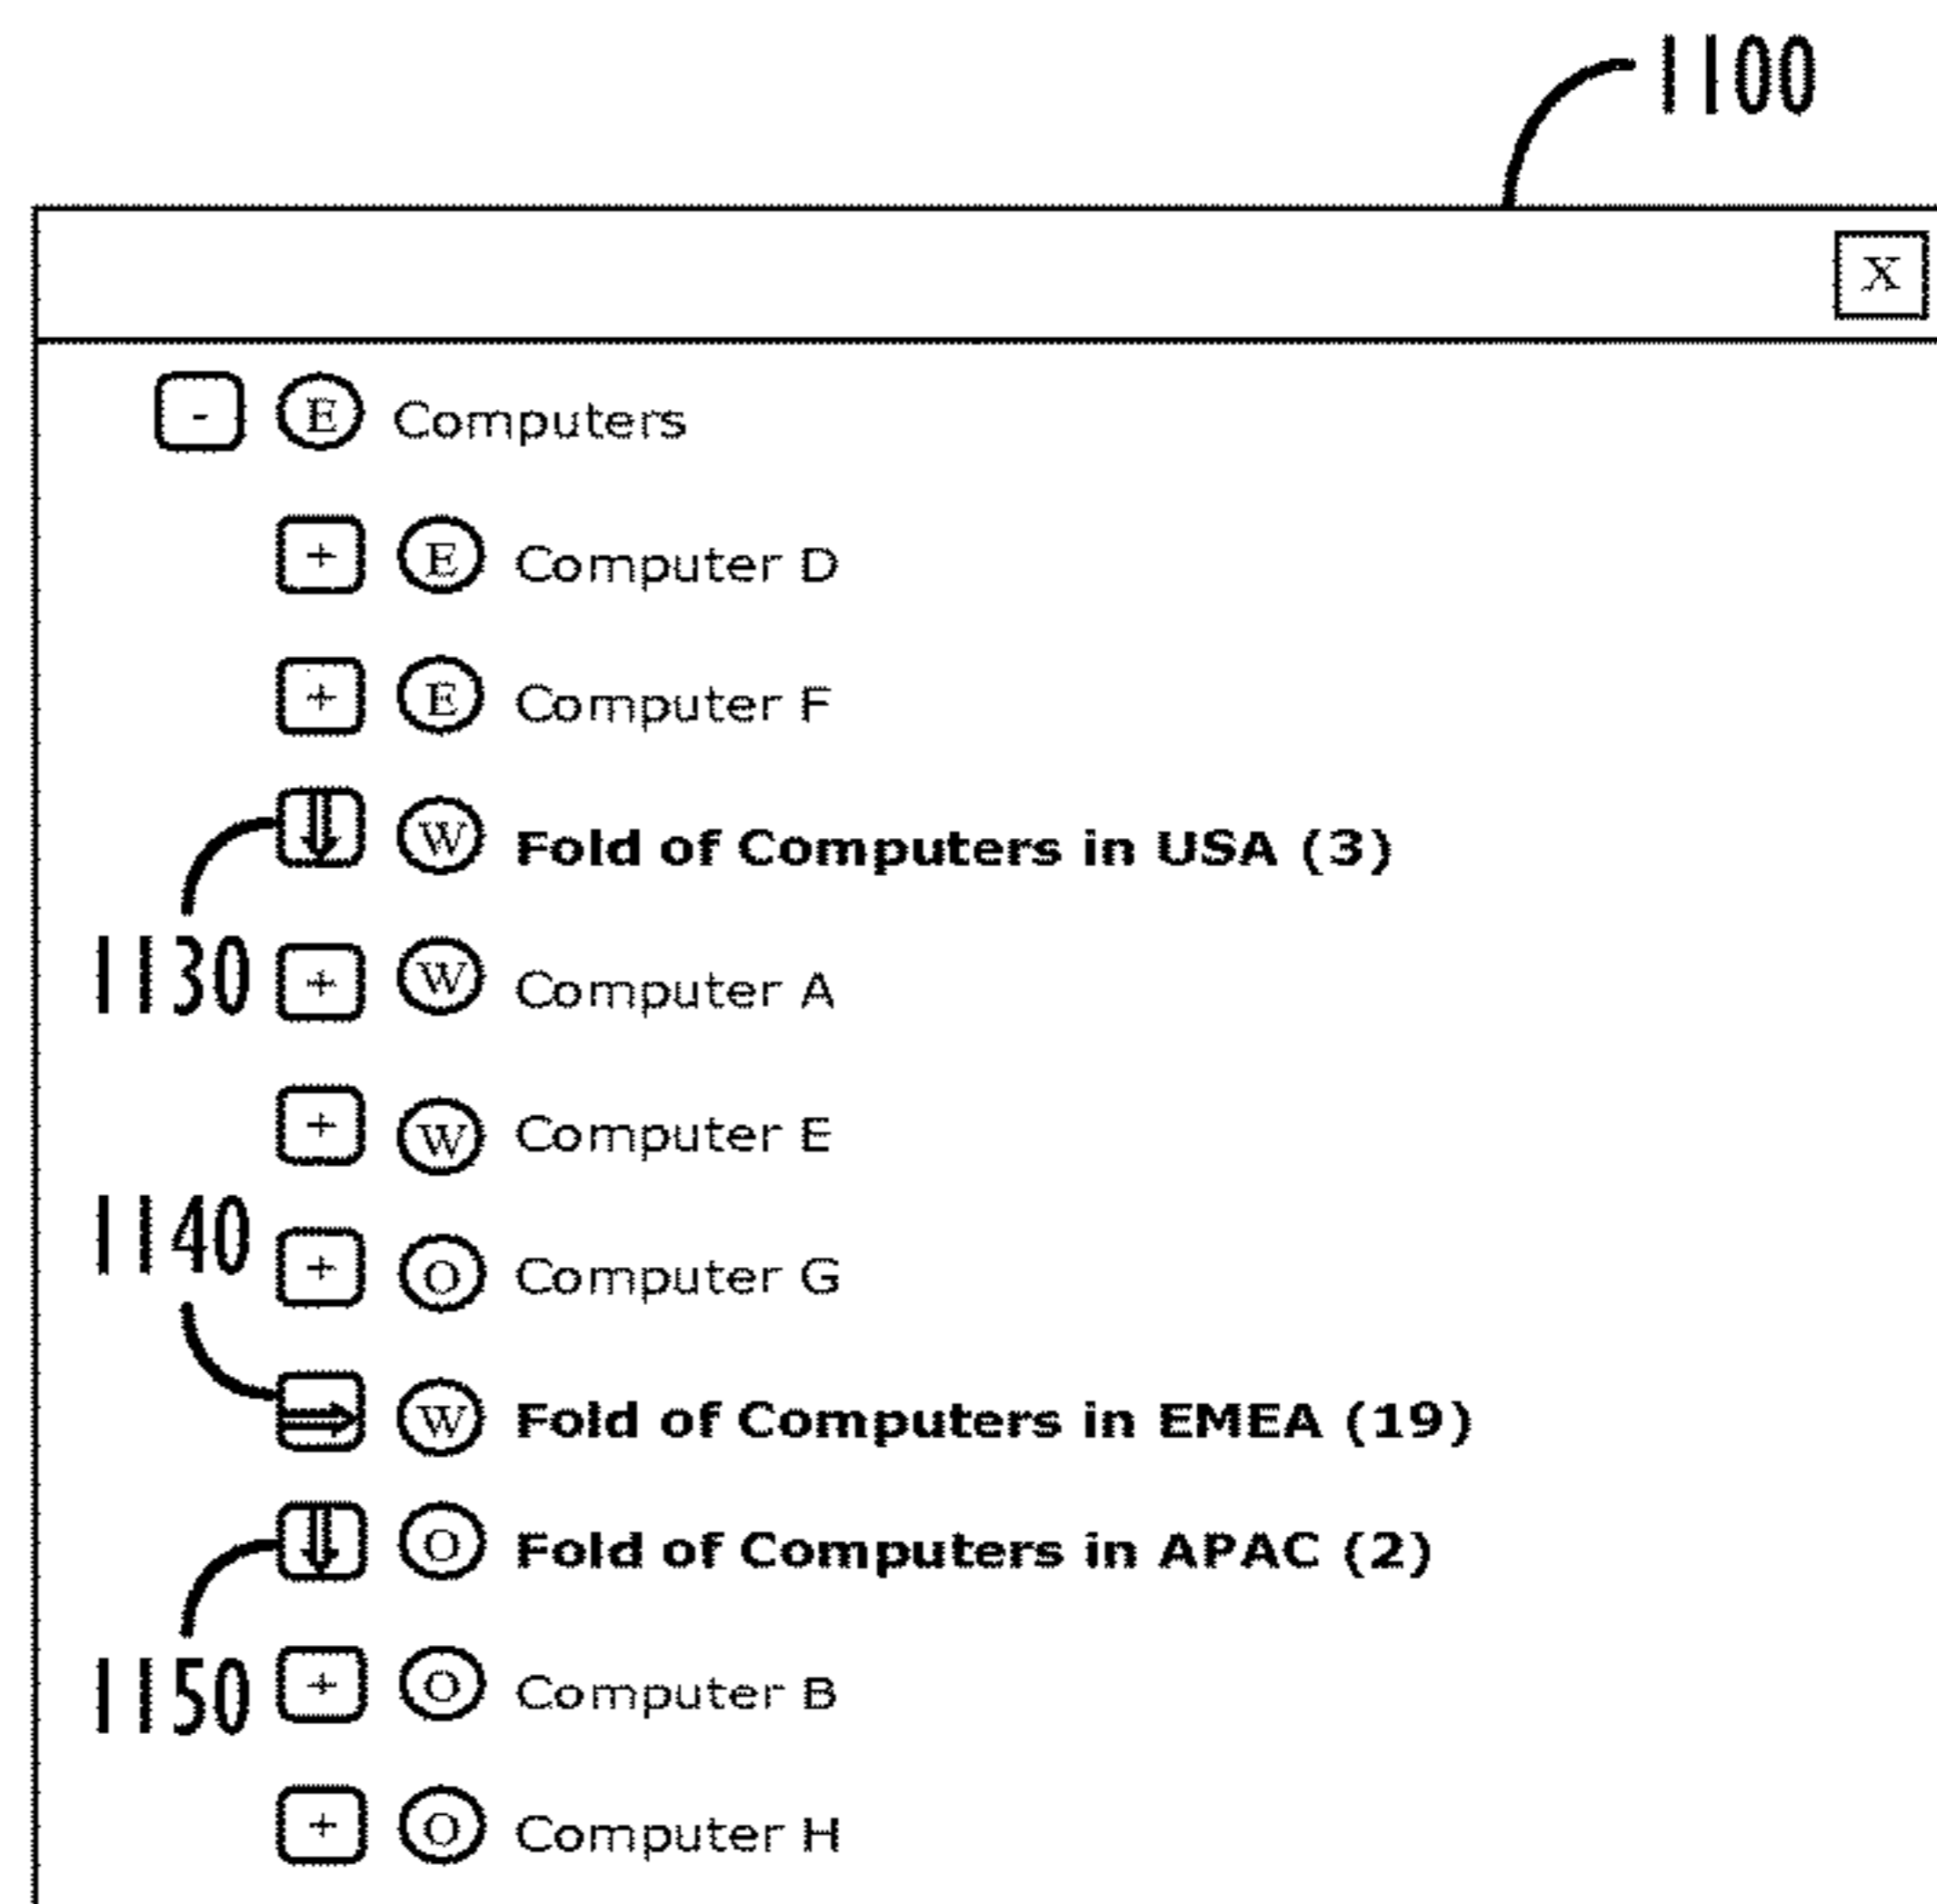 1100
X
- E Computers
+ E Computer D
+ E Computer F
W Fold of Computers in USA (3)
1130 + W Computer A
+ W Computer E
1140 + O Computer G
W Fold of Computers in EMEA (19)
O Fold of Computers in APAC (2)
1150 + O Computer B
+ O Computer H